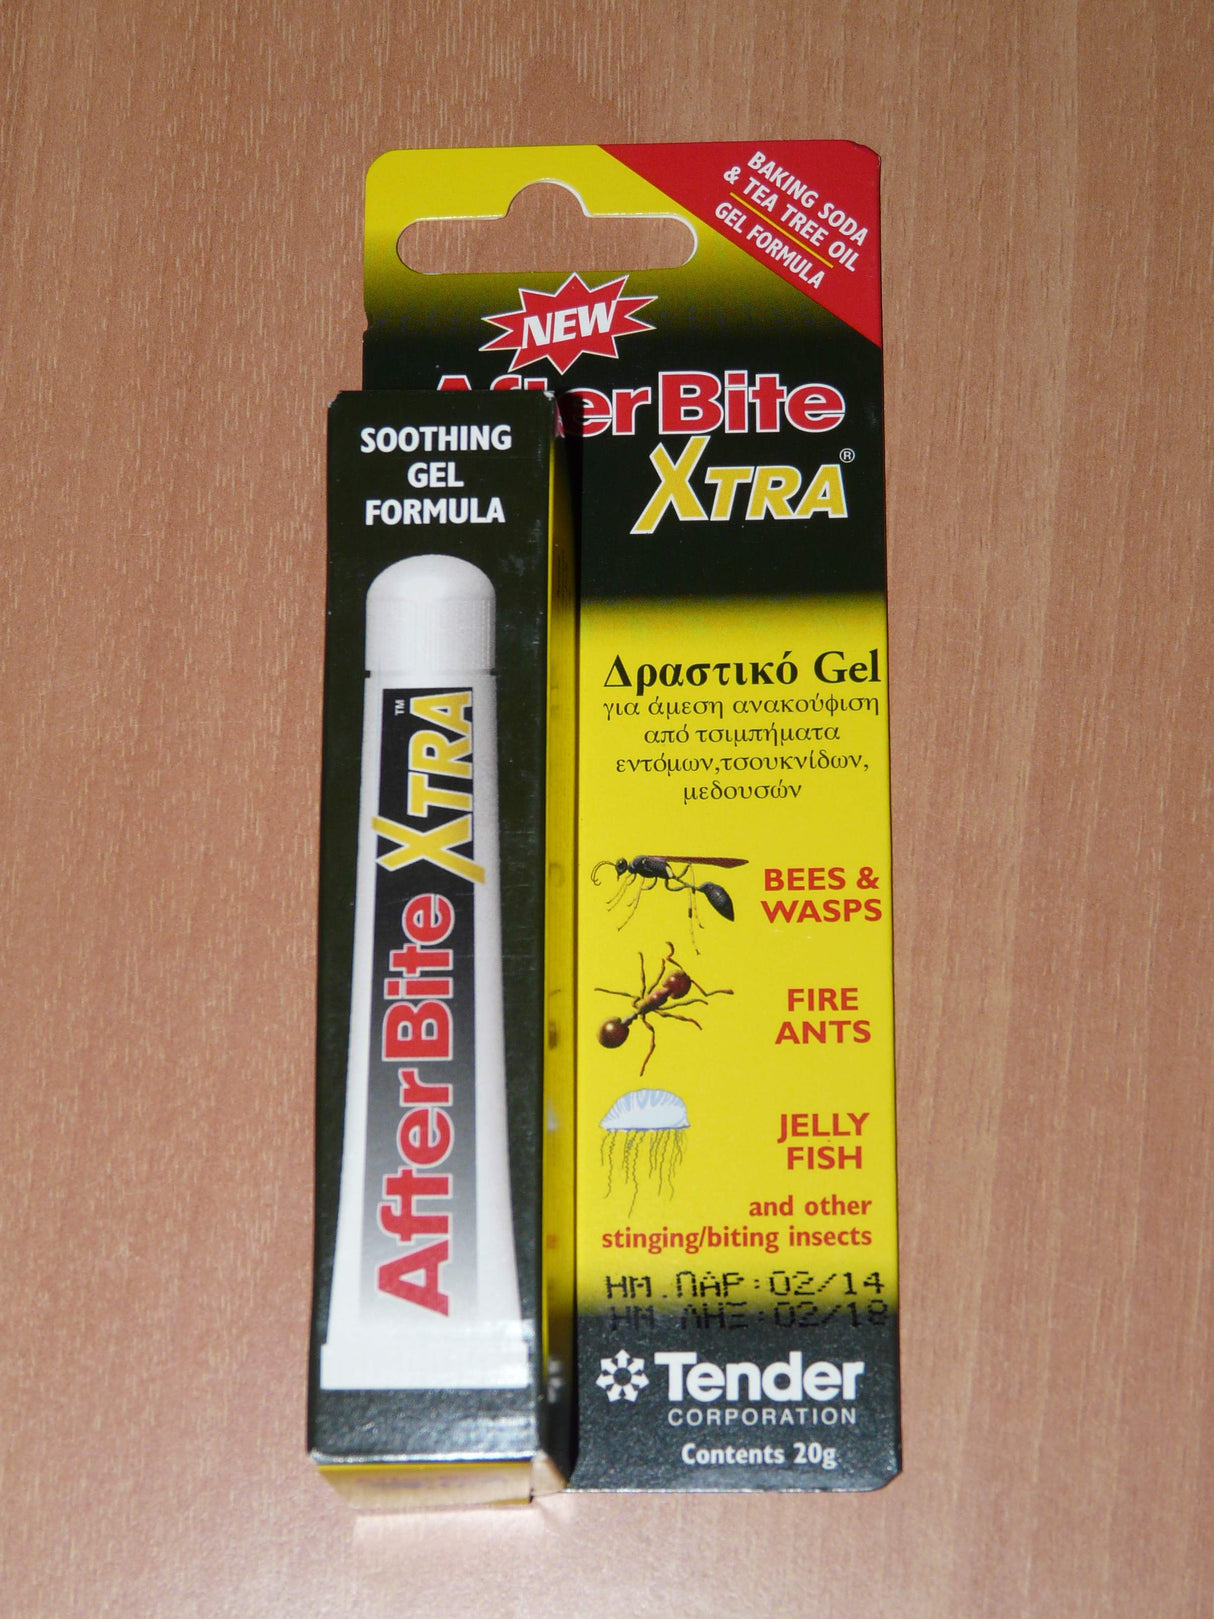 BAKING SODA
& TEA TREE OIL
GEL FORMULA
NEW
AfterBite
XTRA®
SOOTHING
GEL
FORMULA
AfterBite XTRA™
Δραστικό Gel
για άμεση ανακούφιση
από τσιμπήματα
εντόμων,τσουκνίδων,
μεδουσών
BEES &
WASPS
FIRE
ANTS
JELLY
FISH
and other
stinging/biting insects
ΗΜ.ΠΑΡ:02/14
ΗΜ.ΛΗΞ:02/18
Tender
CORPORATION
Contents 20g